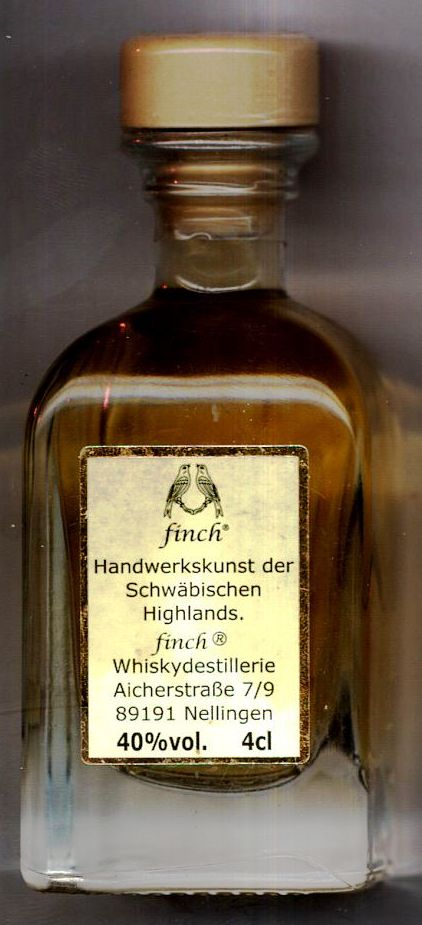 finch®
Handwerkskunst der
Schwäbischen
Highlands.
finch ®
Whiskydestillerie
Aicherstraße 7/9
89191 Nellingen
40%vol. 4cl